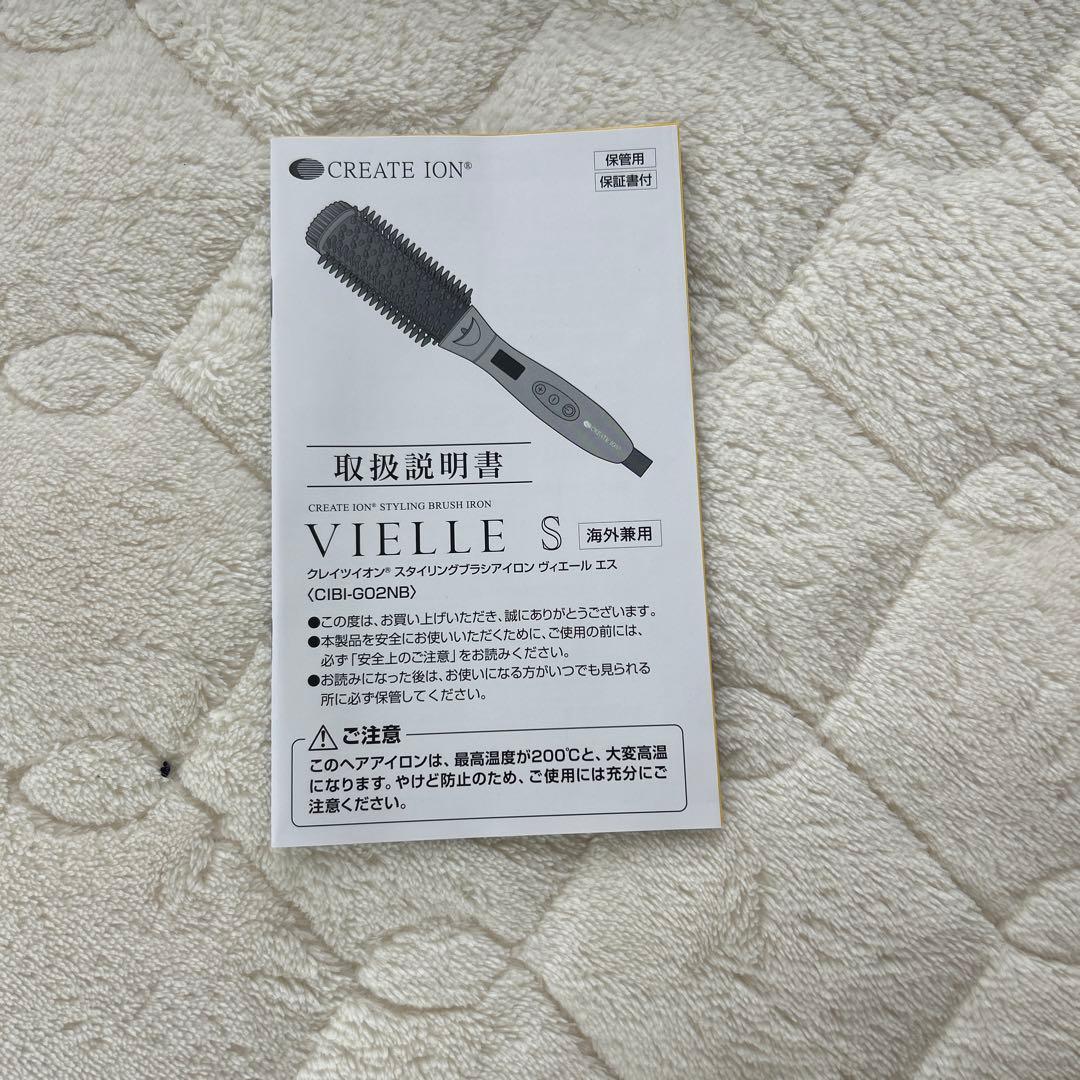 CREATE ION®
保管用
保証書付
CREATE ION®
取扱説明書
CREATE ION® STYLING BRUSH IRON
VIELLE S 海外兼用
クレイツイオン® スタイリングブラシアイロン ヴィエール エス
〈CIBI-G02NB〉
●この度は、お買い上げいただき、誠にありがとうございます。
●本製品を安全にお使いいただくために、ご使用の前には、
必ず「安全上のご注意」をお読みください。
●お読みになった後は、お使いになる方がいつでも見られる
所に必ず保管してください。
ご注意
このヘアアイロンは、最高温度が200℃と、大変高温
になります。やけど防止のため、ご使用には充分にご
注意ください。